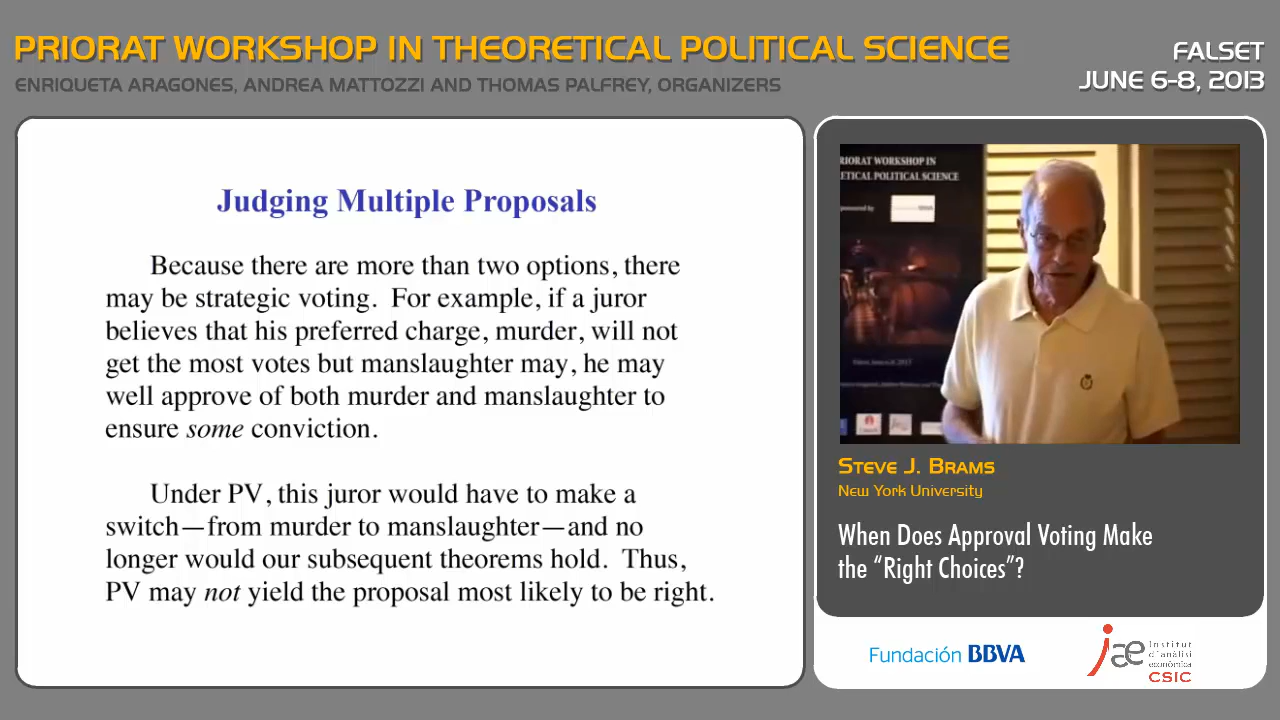 PRIORAT WORKSHOP IN THEORETICAL POLITICAL SCIENCE
ENRIQUETA ARAGONES, ANDREA MATTOZZI AND THOMAS PALFREY, ORGANIZERS
FALSET
JUNE 6-8, 2013
Judging Multiple Proposals
Because there are more than two options, there
may be strategic voting. For example, if a juror
believes that his preferred charge, murder, will not
get the most votes but manslaughter may, he may
well approve of both murder and manslaughter to
ensure some conviction.
Under PV, this juror would have to make a
switch—from murder to manslaughter—and no
longer would our subsequent theorems hold. Thus,
PV may not yield the proposal most likely to be right.
RIORAT WORKSHOP IN
ETICAL POLITICAL SCIENCE
STEVE J. BRAMS
New York University
When Does Approval Voting Make
the “Right Choices”?
Fundación BBVA
iae Institut
d'anàlisi
econòmica
CSIC